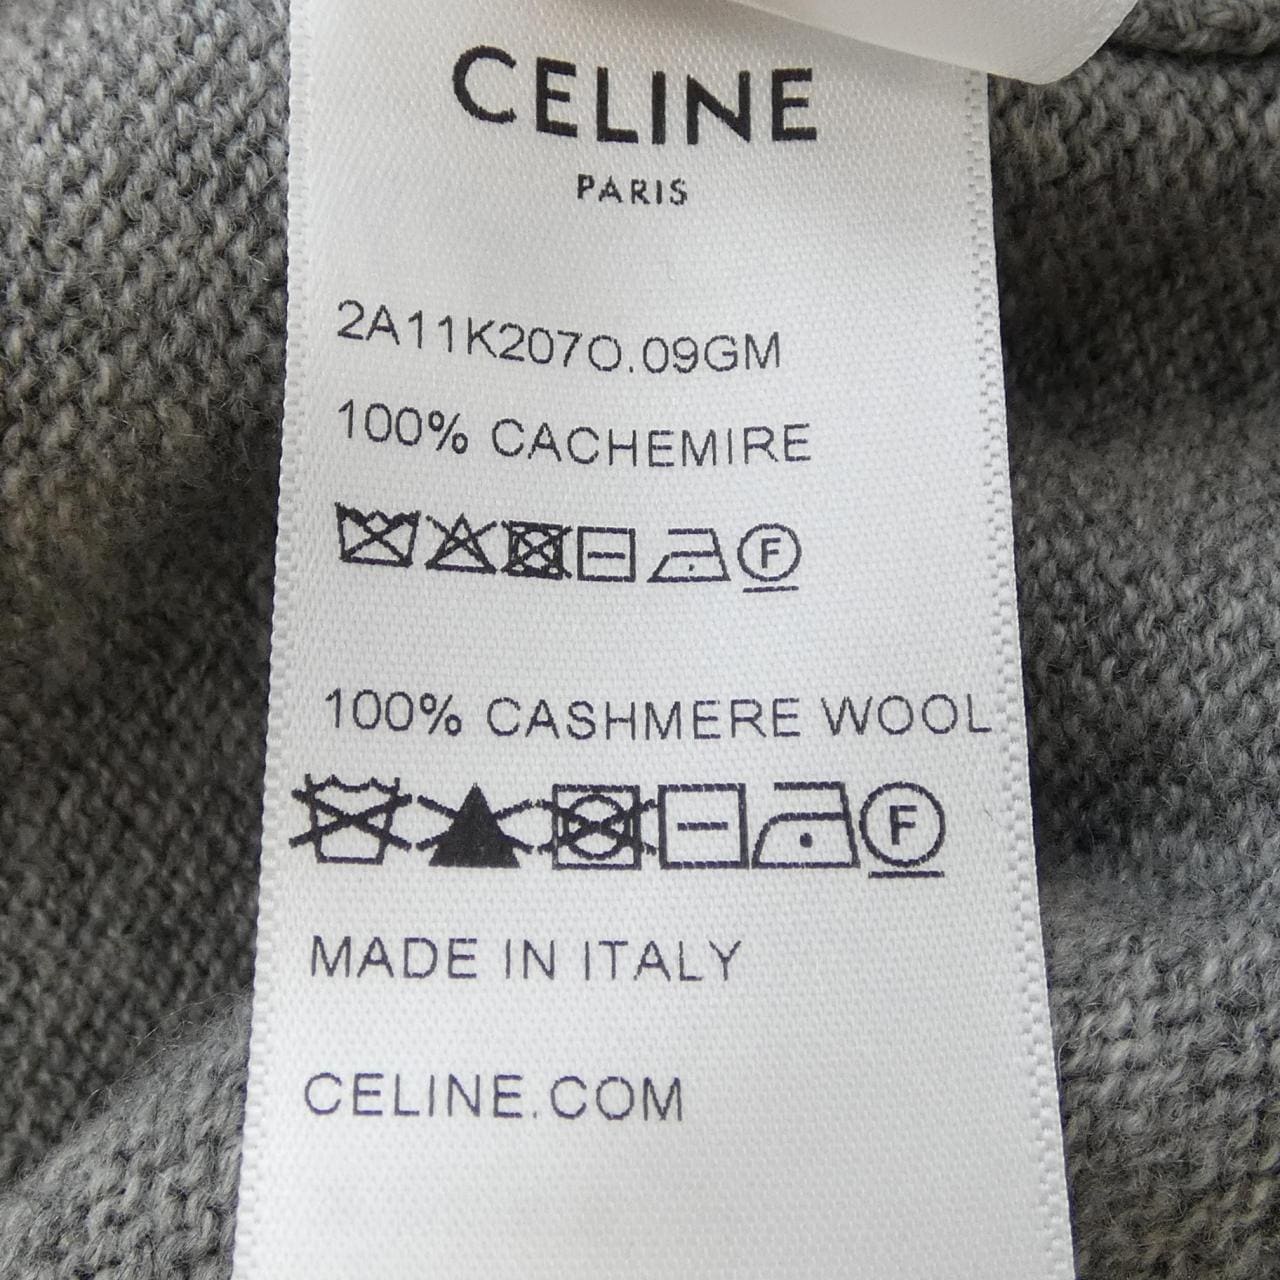 CELINE
PARIS
2A11K207O.09GM
100% CACHEMIRE
F
100% CASHMERE WOOL
F
MADE IN ITALY
CELINE.COM